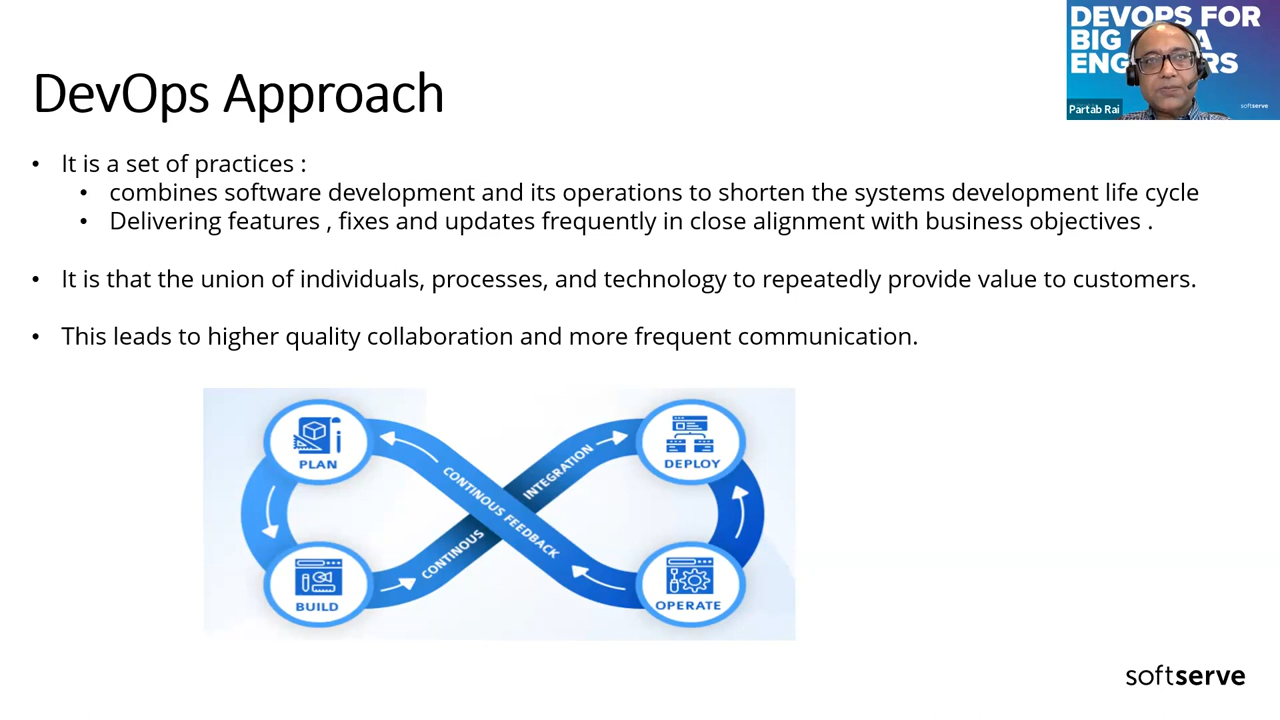 DEVOPS FOR
BIG
ENG
Partab Rai
softserve
DevOps Approach
• It is a set of practices :
• combines software development and its operations to shorten the systems development life cycle
• Delivering features , fixes and updates frequently in close alignment with business objectives .
• It is that the union of individuals, processes, and technology to repeatedly provide value to customers.
• This leads to higher quality collaboration and more frequent communication.
PLAN
DEPLOY
CONTINOUS FEEDBACK
CONTINOUS INTEGRATION
BUILD
OPERATE
softserve